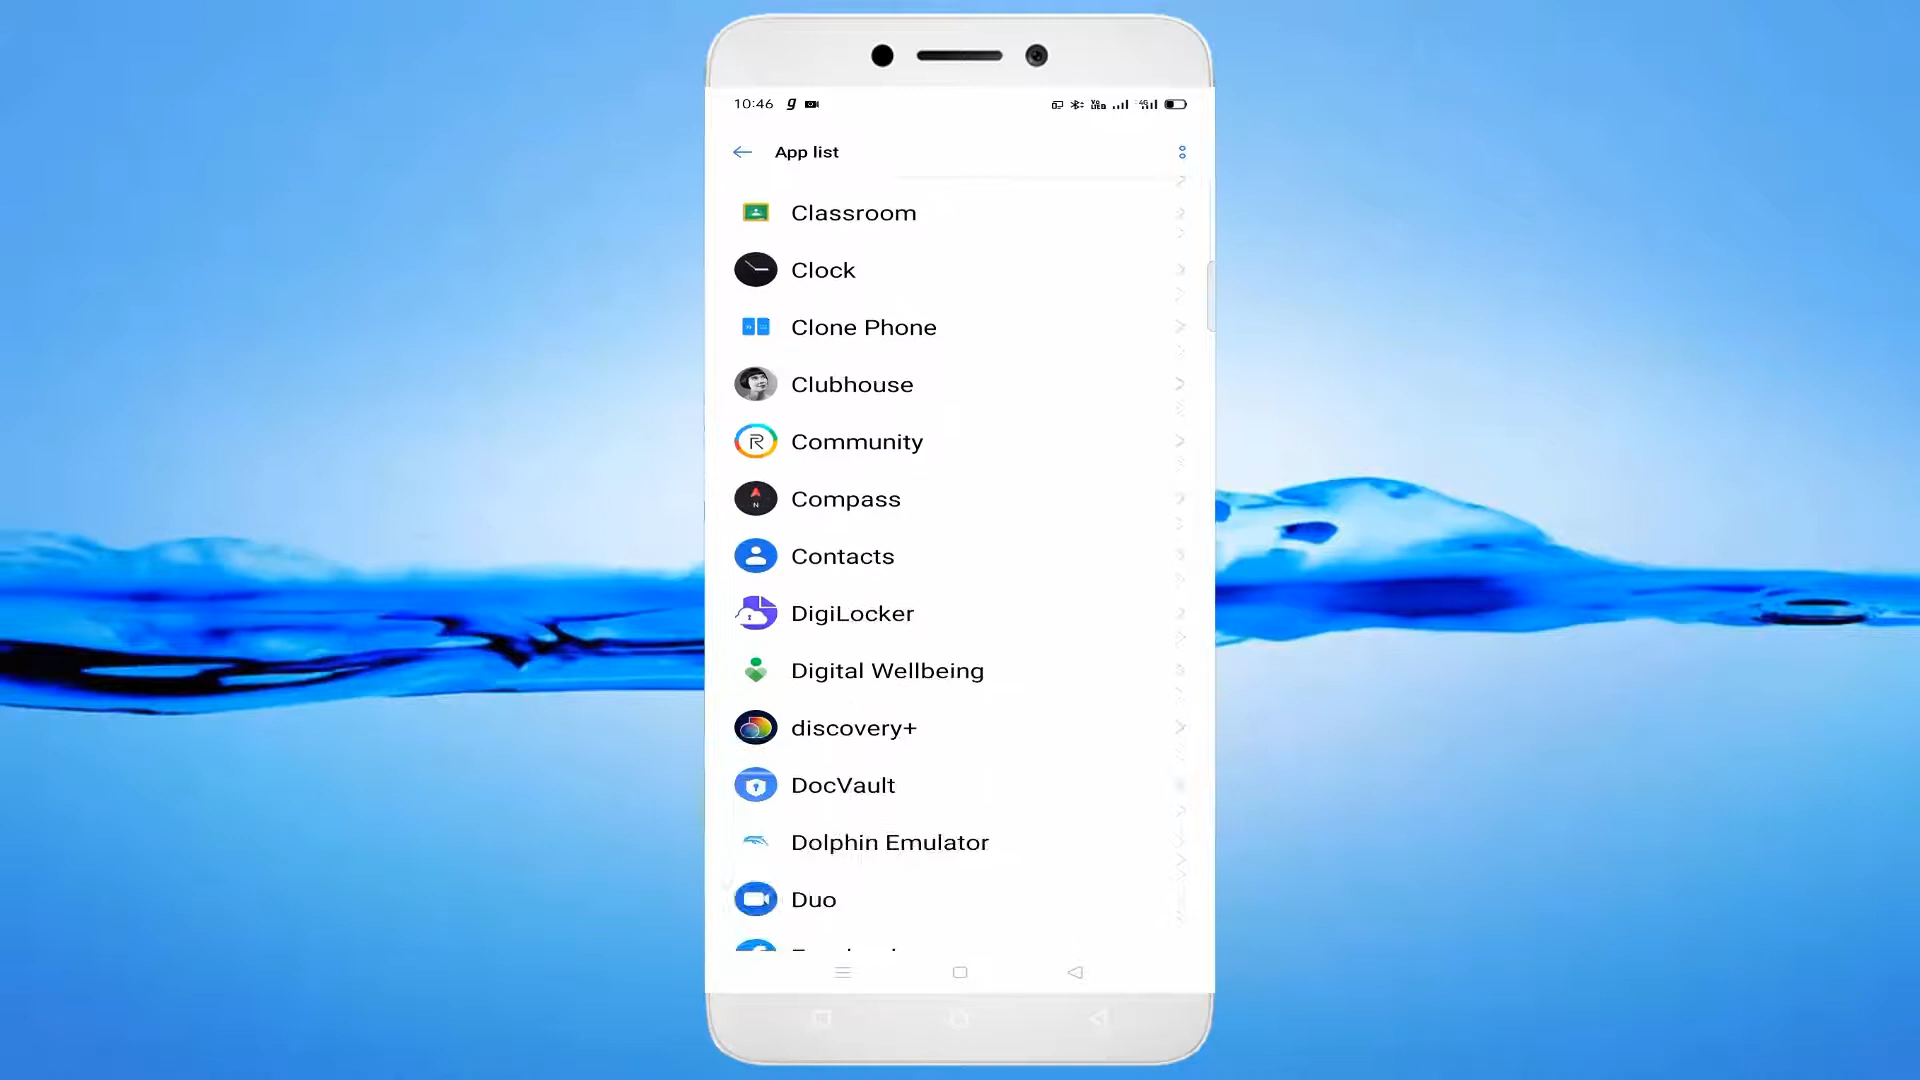 10:46
App list
Classroom
Clock
Clone Phone
Clubhouse
R Community
N Compass
Contacts
DigiLocker
Digital Wellbeing
discovery+
DocVault
Dolphin Emulator
Duo